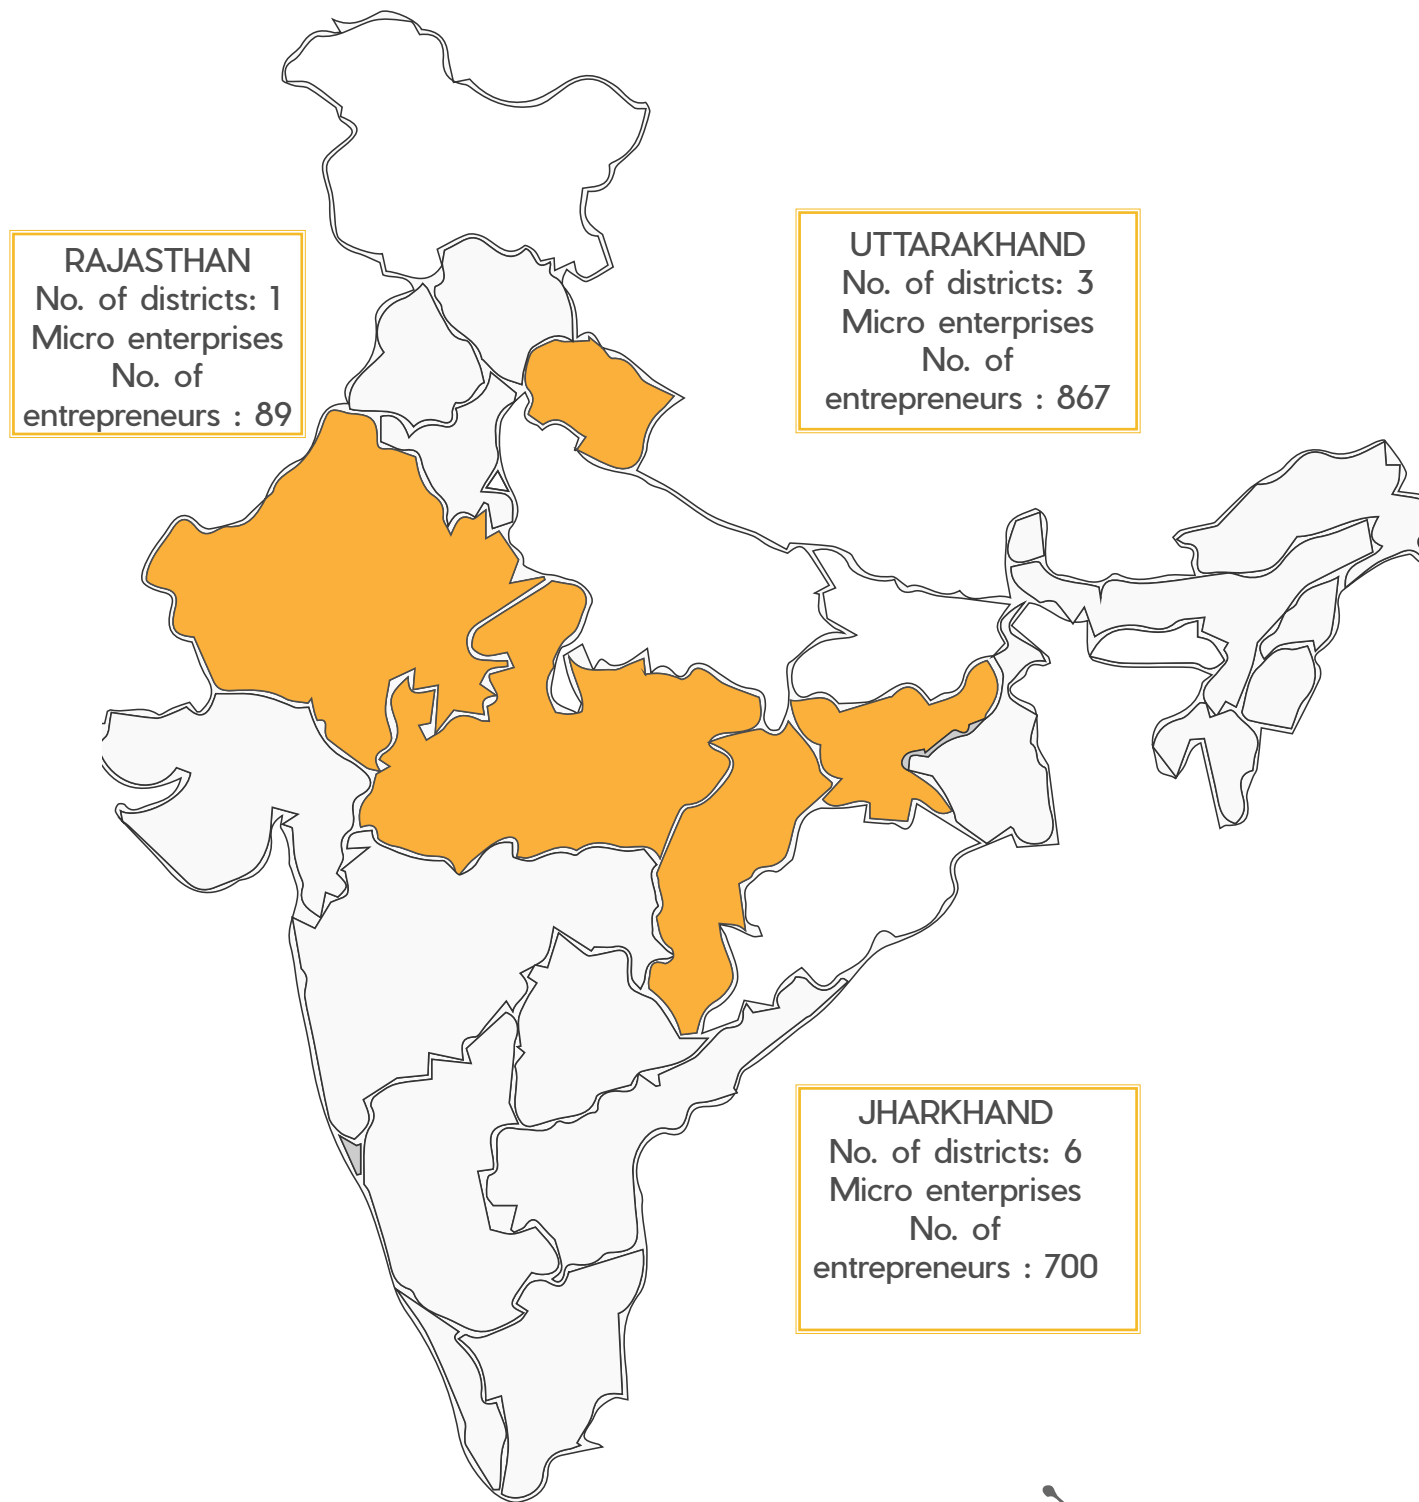 RAJASTHAN
No. of districts: 1
Micro enterprises
No. of
entrepreneurs : 89
UTTARAKHAND
No. of districts: 3
Micro enterprises
No. of
entrepreneurs : 867
JHARKHAND
No. of districts: 6
Micro enterprises
No. of
entrepreneurs : 700